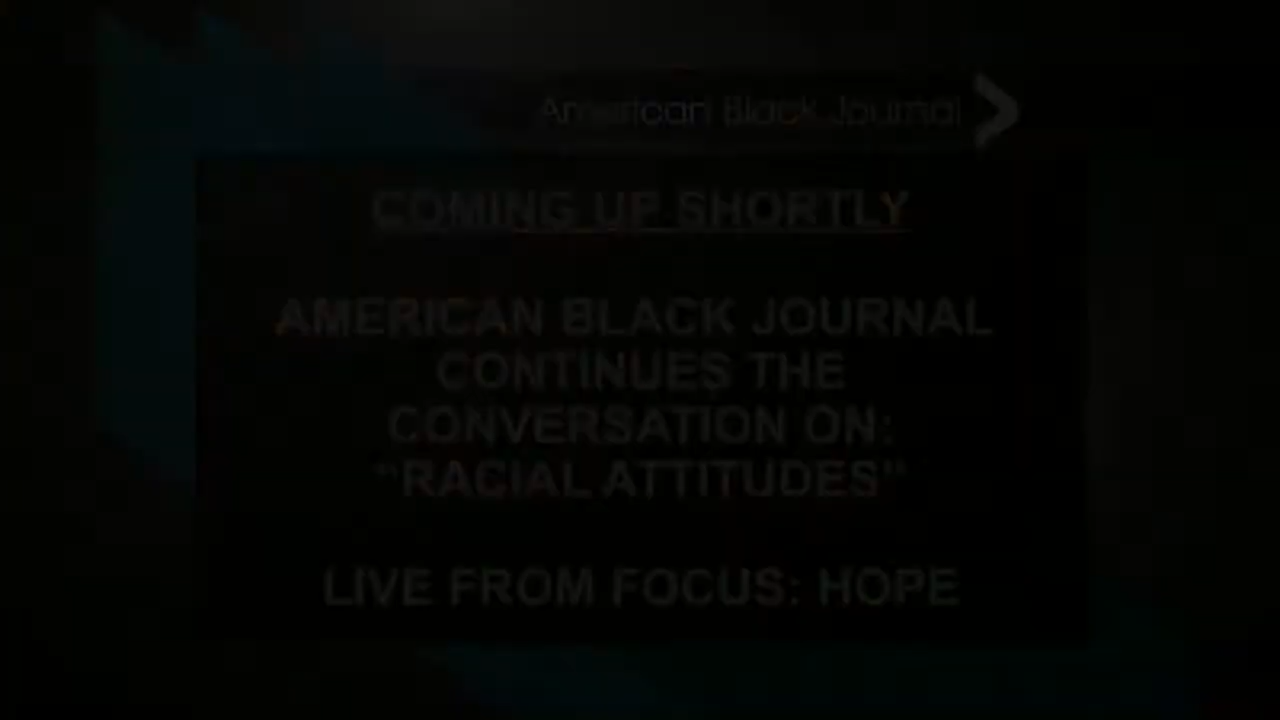 American Black Journal
COMING UP SHORTLY
AMERICAN BLACK JOURNAL
CONTINUES THE
CONVERSATION ON:
"RACIAL ATTITUDES"
LIVE FROM FOCUS: HOPE